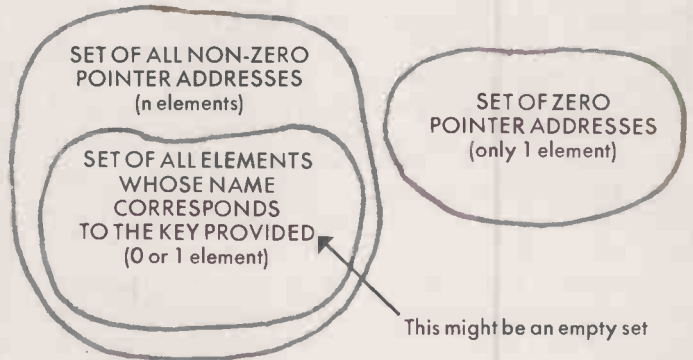 SET OF ALL NON-ZERO
POINTER ADDRESSES
(n elements)
SET OF ALL ELEMENTS
WHOSE NAME
CORRESPONDS
TO THE KEY PROVIDED
(0 or 1 element)
SET OF ZERO
POINTER ADDRESSES
(only 1 element)
This might be an empty set